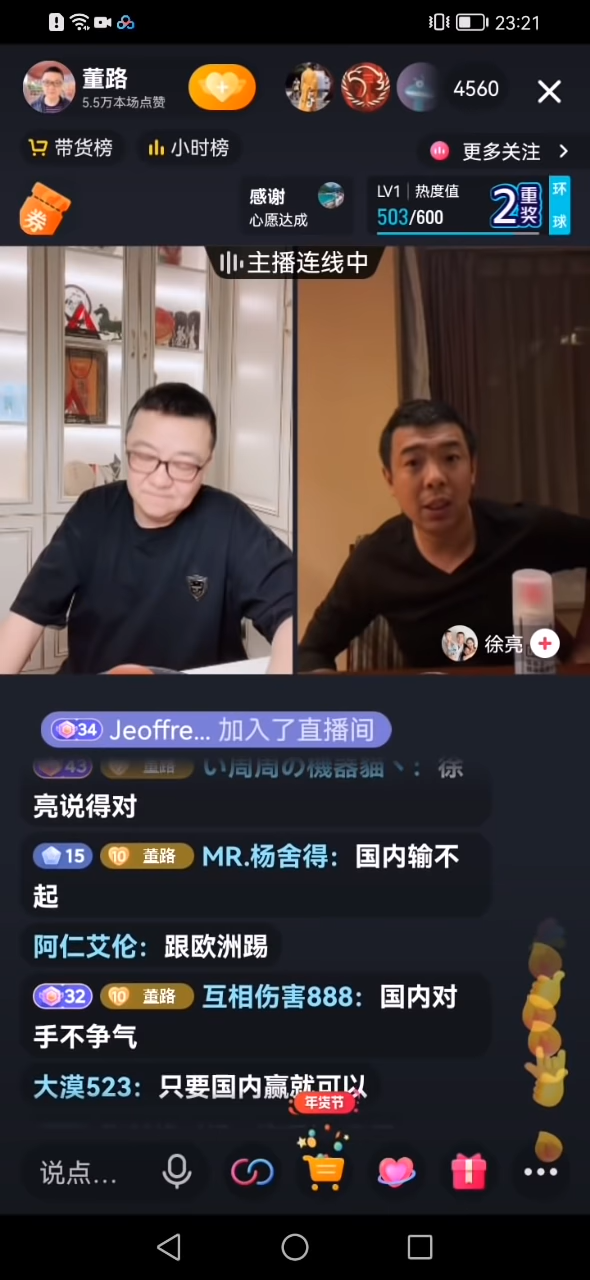 23:21
董路
5.5万本场点赞
4560
带货榜
小时榜
更多关注
券
感谢
心愿达成
LV1 | 热度值
503/600
2重奖
环球
主播连线中
徐亮
34 Jeoffre... 加入了直播间
43 董路 い周周の機器貓丶：徐
亮说得对
15 10 董路 MR.杨舍得：国内输不
起
阿仁艾伦：跟欧洲踢
32 10 董路 互相伤害888：国内对
手不争气
大漠523：只要国内赢就可以
年货节
说点...